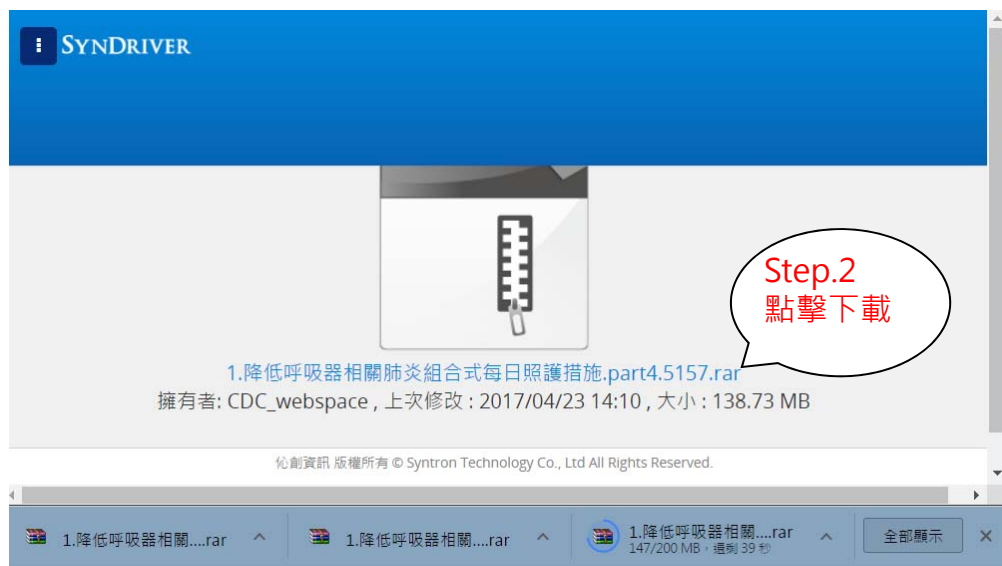 SYNDRIVER
Step.2
點擊下載
1.降低呼吸器相關肺炎組合式每日照護措施.part4.5157.rar
擁有者: CDC_webspace , 上次修改 : 2017/04/23 14:10 , 大小 : 138.73 MB
伈創資訊 版權所有 © Syntron Technology Co., Ltd All Rights Reserved.
1.降低呼吸器相關....rar
1.降低呼吸器相關....rar
1.降低呼吸器相關....rar
147/200 MB，還剩 39 秒
全部顯示